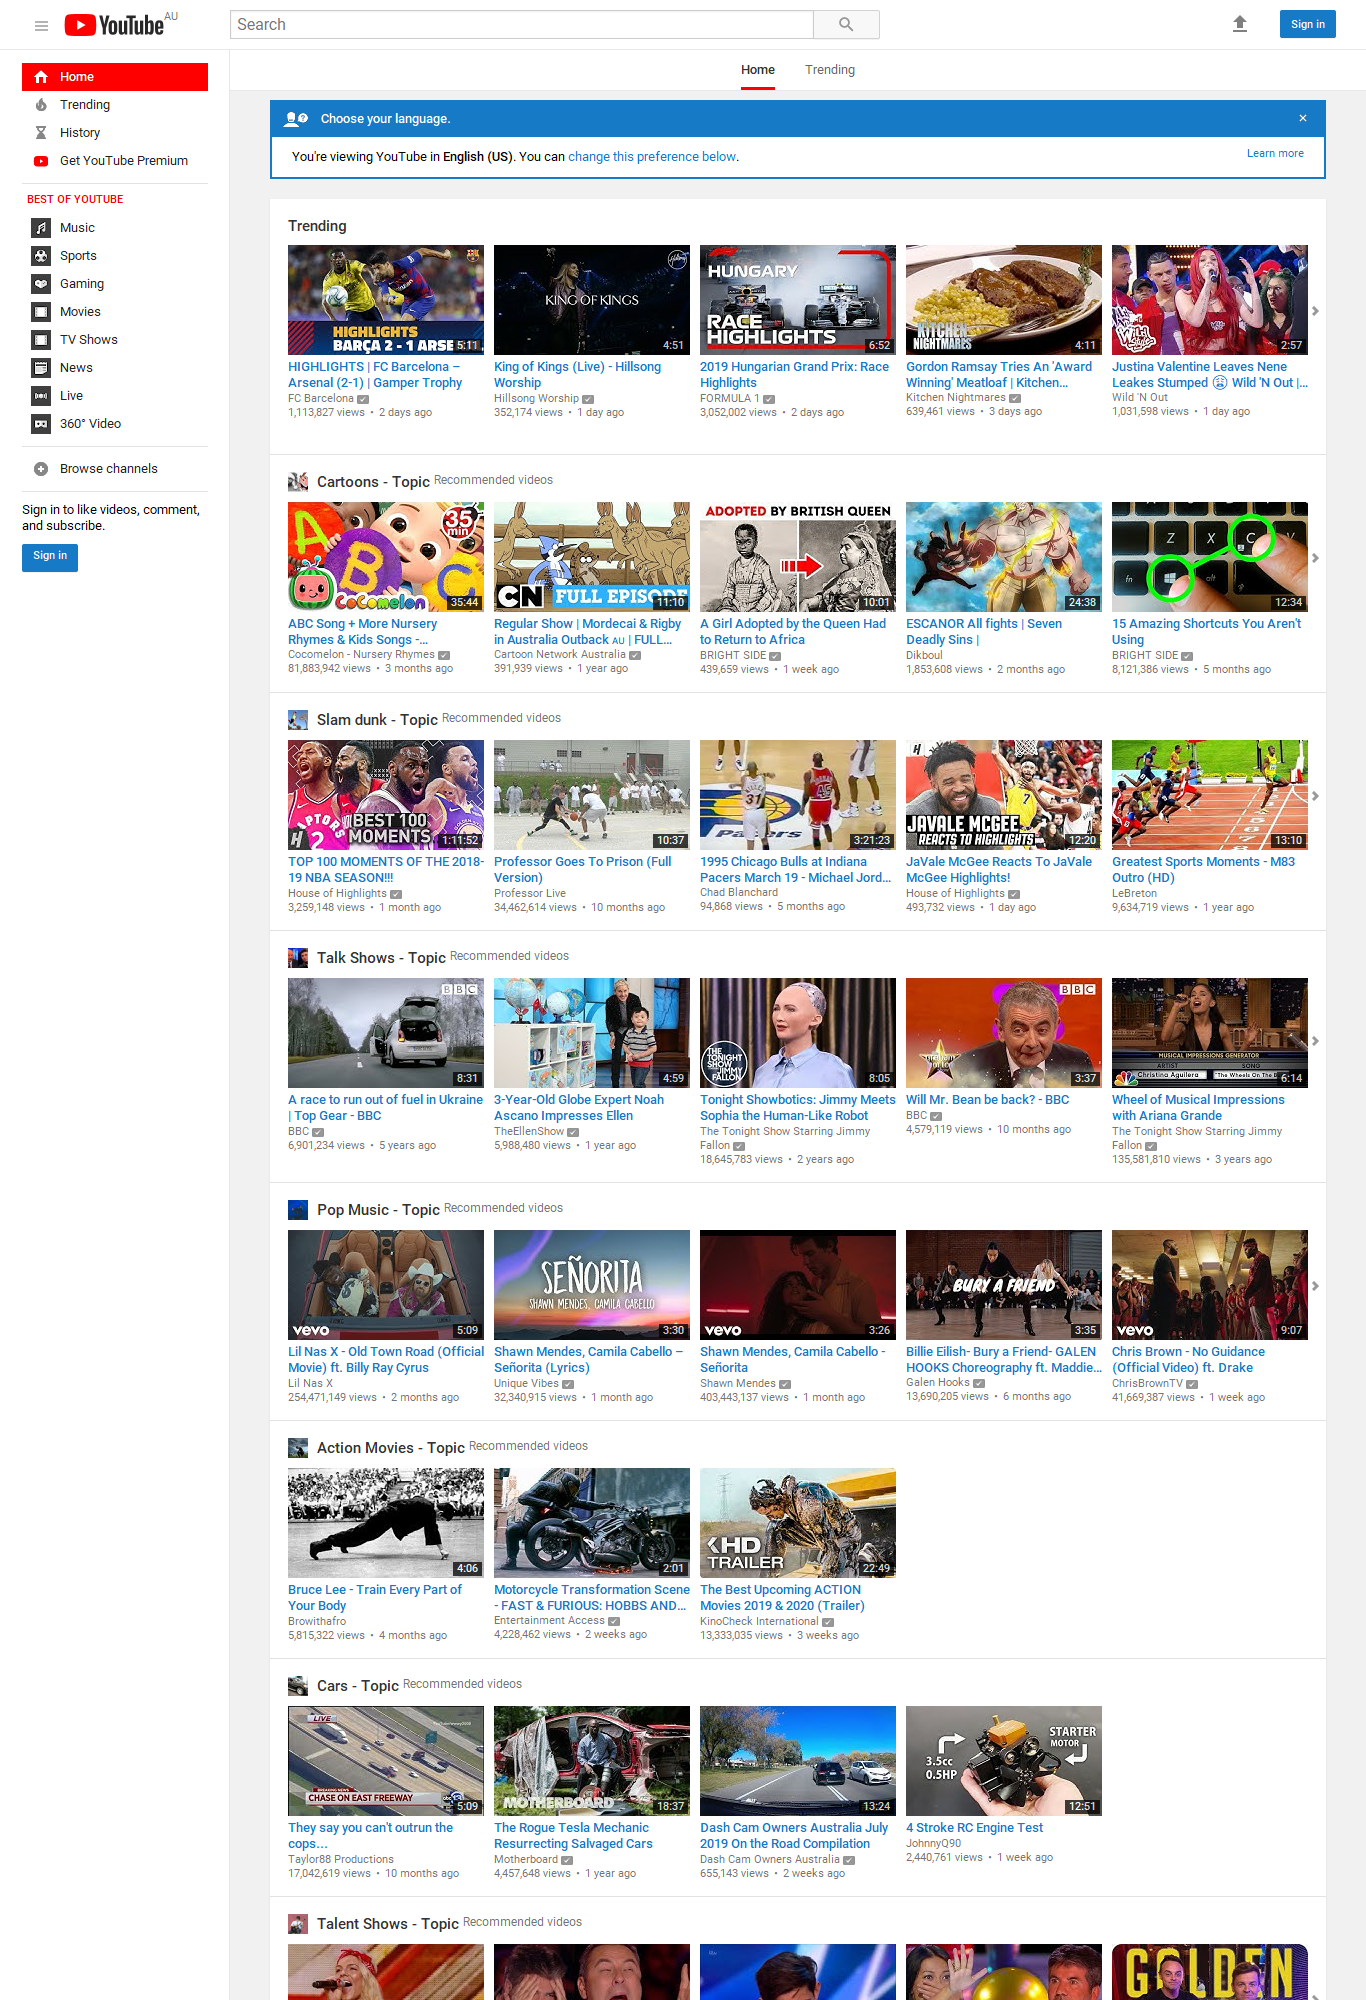 YouTube AU
Search
Sign in
Home
Trending
History
Get YouTube Premium
BEST OF YOUTUBE
Music
Sports
Gaming
Movies
TV Shows
News
Live
360° Video
Browse channels
Sign in to like videos, comment,
and subscribe.
Sign in
Home Trending
Choose your language. ×
You're viewing YouTube in English (US). You can change this preference below.
Learn more
Trending
HIGHLIGHTS
BARÇA 2 - 1 ARSE
5:11
HIGHLIGHTS | FC Barcelona –
Arsenal (2-1) | Gamper Trophy
FC Barcelona
1,113,827 views • 2 days ago
KING OF KINGS
4:51
King of Kings (Live) - Hillsong
Worship
Hillsong Worship
352,174 views • 1 day ago
HUNGARY
RACE
HIGHLIGHTS
6:52
2019 Hungarian Grand Prix: Race
Highlights
FORMULA 1
3,052,002 views • 2 days ago
KITCHEN
NIGHTMARES
4:11
Gordon Ramsay Tries An 'Award
Winning' Meatloaf | Kitchen...
Kitchen Nightmares
639,461 views • 3 days ago
2:57
Justina Valentine Leaves Nene
Leakes Stumped 😩 Wild 'N Out |...
Wild 'N Out
1,031,598 views • 1 day ago
Cartoons - Topic Recommended videos
A
B
C
35
min
CoComelon
35:44
ABC Song + More Nursery
Rhymes & Kids Songs -...
Cocomelon - Nursery Rhymes
81,883,942 views • 3 months ago
CN FULL EPISODE
11:10
Regular Show | Mordecai & Rigby
in Australia Outback AU | FULL...
Cartoon Network Australia
391,939 views • 1 year ago
ADOPTED BY BRITISH QUEEN
10:01
A Girl Adopted by the Queen Had
to Return to Africa
BRIGHT SIDE
439,659 views • 1 week ago
24:38
ESCANOR All fights | Seven
Deadly Sins |
Dikboul
1,853,608 views • 2 months ago
Z X C V
fn alt
12:34
15 Amazing Shortcuts You Aren't
Using
BRIGHT SIDE
8,121,386 views • 5 months ago
Slam dunk - Topic Recommended videos
BEST 100
MOMENTS
1:11:52
TOP 100 MOMENTS OF THE 2018-
19 NBA SEASON!!!
House of Highlights
3,259,148 views • 1 month ago
10:37
Professor Goes To Prison (Full
Version)
Professor Live
34,462,614 views • 10 months ago
31
45
Pacers
3:21:23
1995 Chicago Bulls at Indiana
Pacers March 19 - Michael Jord...
Chad Blanchard
94,868 views • 5 months ago
JAVALE MCGEE
REACTS TO HIGHLIGHTS
12:20
JaVale McGee Reacts To JaVale
McGee Highlights!
House of Highlights
493,732 views • 1 day ago
13:10
Greatest Sports Moments - M83
Outro (HD)
LeBreton
9,634,719 views • 1 year ago
Talk Shows - Topic Recommended videos
BBC
8:31
A race to run out of fuel in Ukraine
| Top Gear - BBC
BBC
6,901,234 views • 5 years ago
4:59
3-Year-Old Globe Expert Noah
Ascano Impresses Ellen
TheEllenShow
5,988,480 views • 1 year ago
THE
TONIGHT
SHOW
JIMMY
FALLON
8:05
Tonight Showbotics: Jimmy Meets
Sophia the Human-Like Robot
The Tonight Show Starring Jimmy
Fallon
18,645,783 views • 2 years ago
BBC
3:37
Will Mr. Bean be back? - BBC
BBC
4,579,119 views • 10 months ago
MUSICAL IMPRESSIONS GENERATOR
ARTIST SONG
Christina Aguilera "The Wheels On The B
6:14
Wheel of Musical Impressions
with Ariana Grande
The Tonight Show Starring Jimmy
Fallon
135,581,810 views • 3 years ago
Pop Music - Topic Recommended videos
vevo
5:09
Lil Nas X - Old Town Road (Official
Movie) ft. Billy Ray Cyrus
Lil Nas X
254,471,149 views • 2 months ago
SEÑORITA
SHAWN MENDES, CAMILA CABELLO
3:30
Shawn Mendes, Camila Cabello –
Señorita (Lyrics)
Unique Vibes
32,340,915 views • 1 month ago
vevo
3:26
Shawn Mendes, Camila Cabello -
Señorita
Shawn Mendes
403,443,137 views • 1 month ago
BURY A FRIEND
3:35
Billie Eilish- Bury a Friend- GALEN
HOOKS Choreography ft. Maddie...
Galen Hooks
13,690,205 views • 6 months ago
vevo
9:07
Chris Brown - No Guidance
(Official Video) ft. Drake
ChrisBrownTV
41,669,387 views • 1 week ago
Action Movies - Topic Recommended videos
4:06
Bruce Lee - Train Every Part of
Your Body
Browithafro
5,815,322 views • 4 months ago
2:01
Motorcycle Transformation Scene
- FAST & FURIOUS: HOBBS AND...
Entertainment Access
4,228,462 views • 2 weeks ago
KHD
TRAILER
22:49
The Best Upcoming ACTION
Movies 2019 & 2020 (Trailer)
KinoCheck International
13,333,035 views • 3 weeks ago
Cars - Topic Recommended videos
LIVE
BREAKING NEWS
CHASE ON EAST FREEWAY
5:09
They say you can't outrun the
cops...
Taylor88 Productions
17,042,619 views • 10 months ago
MOTHERBOARD
18:37
The Rogue Tesla Mechanic
Resurrecting Salvaged Cars
Motherboard
4,457,648 views • 1 year ago
13:24
Dash Cam Owners Australia July
2019 On the Road Compilation
Dash Cam Owners Australia
655,143 views • 2 weeks ago
3.5cc
0.5HP
STARTER
MOTOR
12:51
4 Stroke RC Engine Test
JohnnyQ90
2,440,761 views • 1 week ago
Talent Shows - Topic Recommended videos
GOLDEN